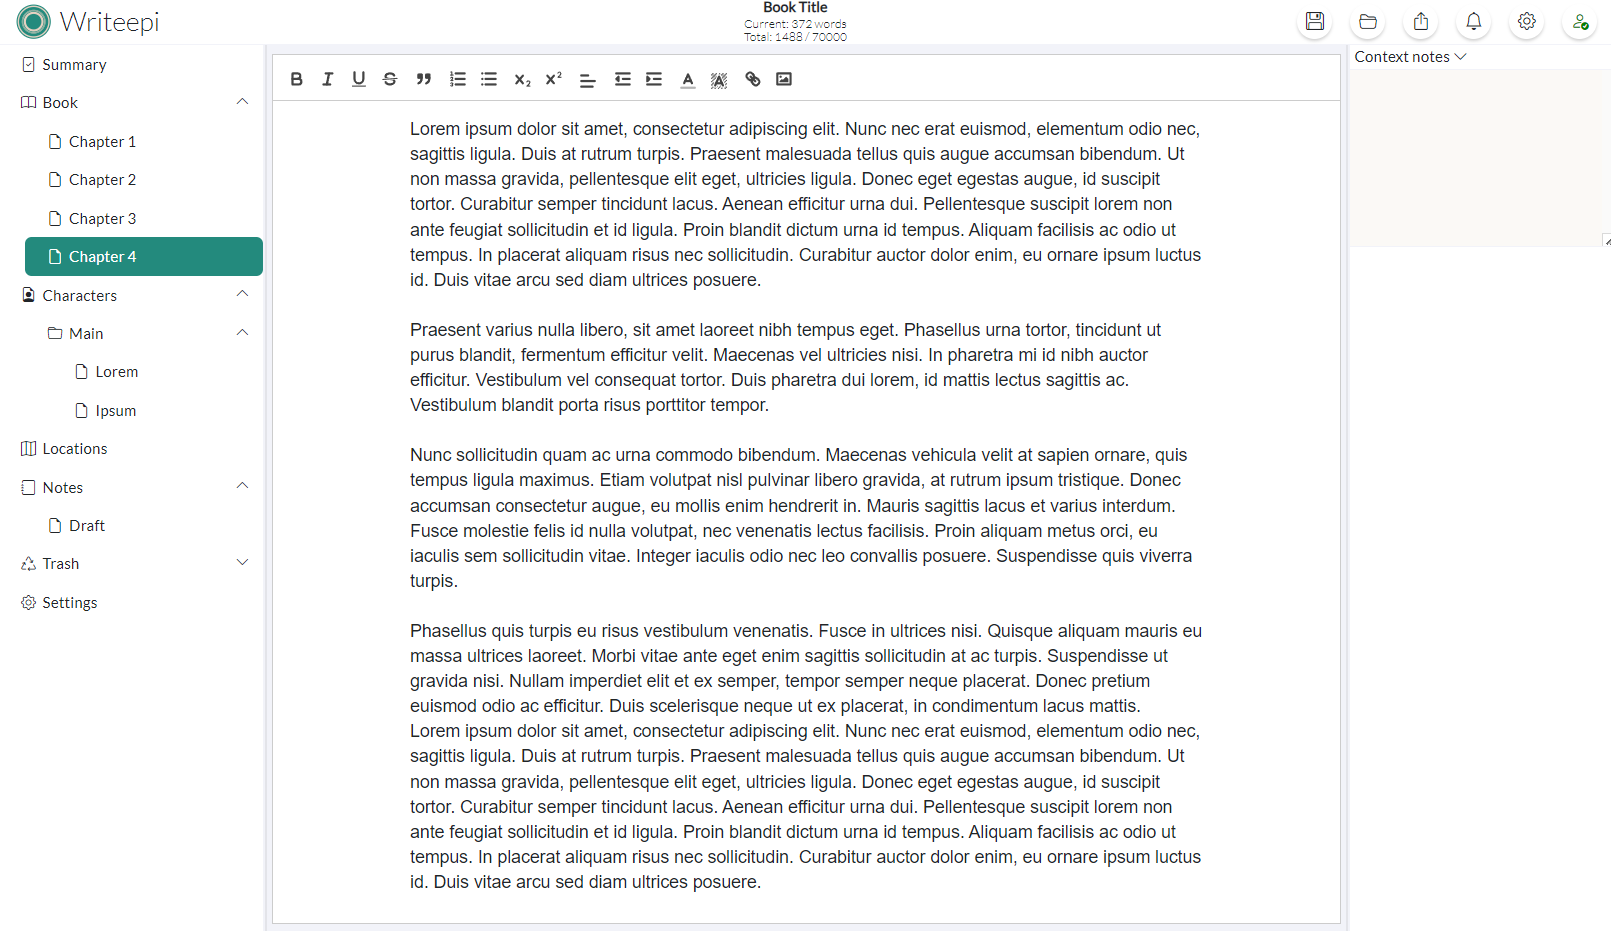 Writeepi
Book Title
Current: 372 words
Total: 1488 / 70000
Summary
Book
Chapter 1
Chapter 2
Chapter 3
Chapter 4
Characters
Main
Lorem
Ipsum
Locations
Notes
Draft
Trash
Settings
Lorem ipsum dolor sit amet, consectetur adipiscing elit. Nunc nec erat euismod, elementum odio nec,
sagittis ligula. Duis at rutrum turpis. Praesent malesuada tellus quis augue accumsan bibendum. Ut
non massa gravida, pellentesque elit eget, ultricies ligula. Donec eget egestas augue, id suscipit
tortor. Curabitur semper tincidunt lacus. Aenean efficitur urna dui. Pellentesque suscipit lorem non
ante feugiat sollicitudin et id ligula. Proin blandit dictum urna id tempus. Aliquam facilisis ac odio ut
tempus. In placerat aliquam risus nec sollicitudin. Curabitur auctor dolor enim, eu ornare ipsum luctus
id. Duis vitae arcu sed diam ultrices posuere.
Praesent varius nulla libero, sit amet laoreet nibh tempus eget. Phasellus urna tortor, tincidunt ut
purus blandit, fermentum efficitur velit. Maecenas vel ultricies nisi. In pharetra mi id nibh auctor
efficitur. Vestibulum vel consequat tortor. Duis pharetra dui lorem, id mattis lectus sagittis ac.
Vestibulum blandit porta risus porttitor tempor.
Nunc sollicitudin quam ac urna commodo bibendum. Maecenas vehicula velit at sapien ornare, quis
tempus ligula maximus. Etiam volutpat nisl pulvinar libero gravida, at rutrum ipsum tristique. Donec
accumsan consectetur augue, eu mollis enim hendrerit in. Mauris sagittis lacus et varius interdum.
Fusce molestie felis id nulla volutpat, nec venenatis lectus facilisis. Proin aliquam metus orci, eu
iaculis sem sollicitudin vitae. Integer iaculis odio nec leo convallis posuere. Suspendisse quis viverra
turpis.
Phasellus quis turpis eu risus vestibulum venenatis. Fusce in ultrices nisi. Quisque aliquam mauris eu
massa ultrices laoreet. Morbi vitae ante eget enim sagittis sollicitudin at ac turpis. Suspendisse ut
gravida nisi. Nullam imperdiet elit et ex semper, tempor semper neque placerat. Donec pretium
euismod odio ac efficitur. Duis scelerisque neque ut ex placerat, in condimentum lacus mattis.
Lorem ipsum dolor sit amet, consectetur adipiscing elit. Nunc nec erat euismod, elementum odio nec,
sagittis ligula. Duis at rutrum turpis. Praesent malesuada tellus quis augue accumsan bibendum. Ut
non massa gravida, pellentesque elit eget, ultricies ligula. Donec eget egestas augue, id suscipit
tortor. Curabitur semper tincidunt lacus. Aenean efficitur urna dui. Pellentesque suscipit lorem non
ante feugiat sollicitudin et id ligula. Proin blandit dictum urna id tempus. Aliquam facilisis ac odio ut
tempus. In placerat aliquam risus nec sollicitudin. Curabitur auctor dolor enim, eu ornare ipsum luctus
id. Duis vitae arcu sed diam ultrices posuere.
Context notes